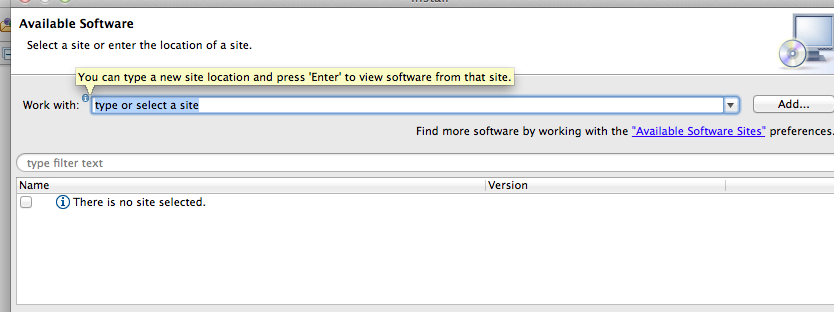 Install
Available Software
Select a site or enter the location of a site.
You can type a new site location and press 'Enter' to view software from that site.
Work with: type or select a site Add...
Find more software by working with the "Available Software Sites" preferences.
type filter text
Name Version
There is no site selected.